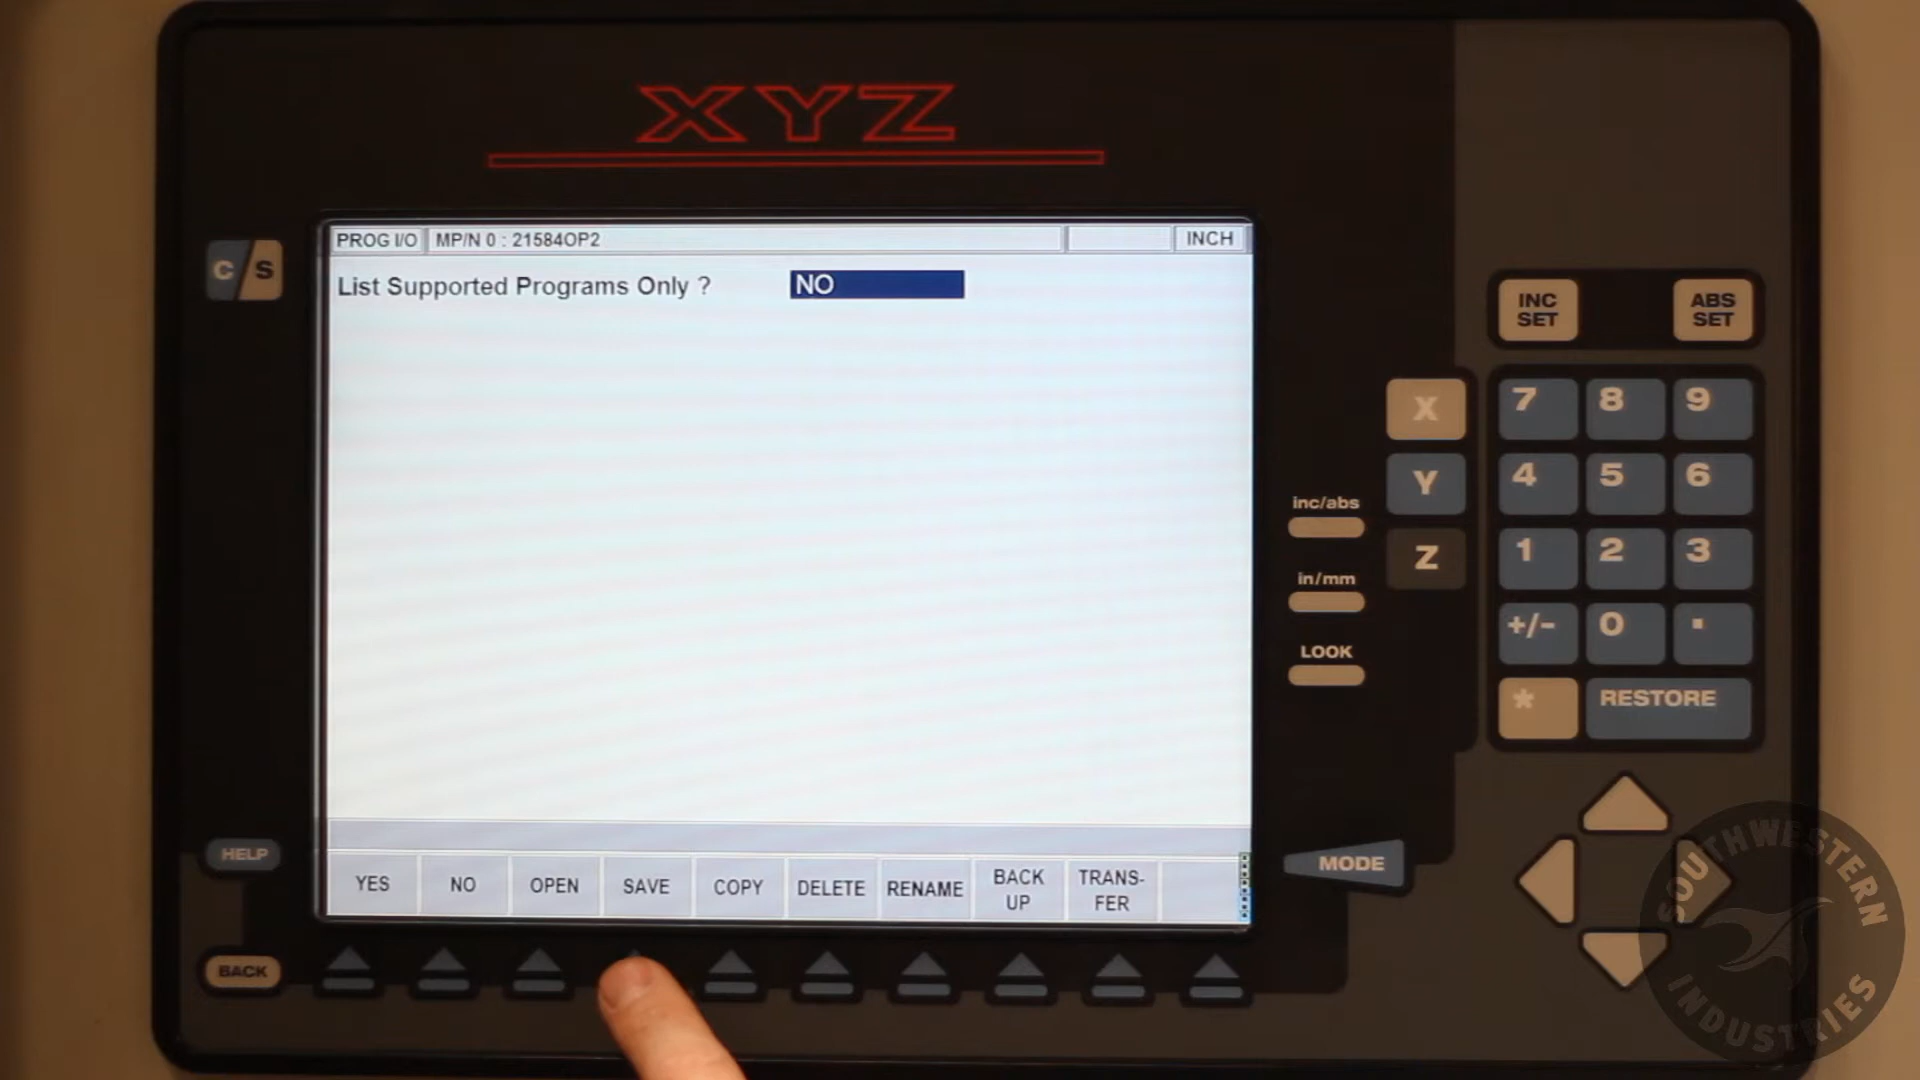 XYZ
C/S
PROG I/O MP/N 0 : 21584OP2 INCH
List Supported Programs Only ? NO
INC SET
ABS SET
X
7 8 9
Y
4 5 6
inc/abs
Z
1 2 3
in/mm
+/- 0 .
LOOK
* RESTORE
HELP
MODE
YES NO OPEN SAVE COPY DELETE RENAME BACK UP TRANS-FER
BACK
SOUTHWESTERN
INDUSTRIES